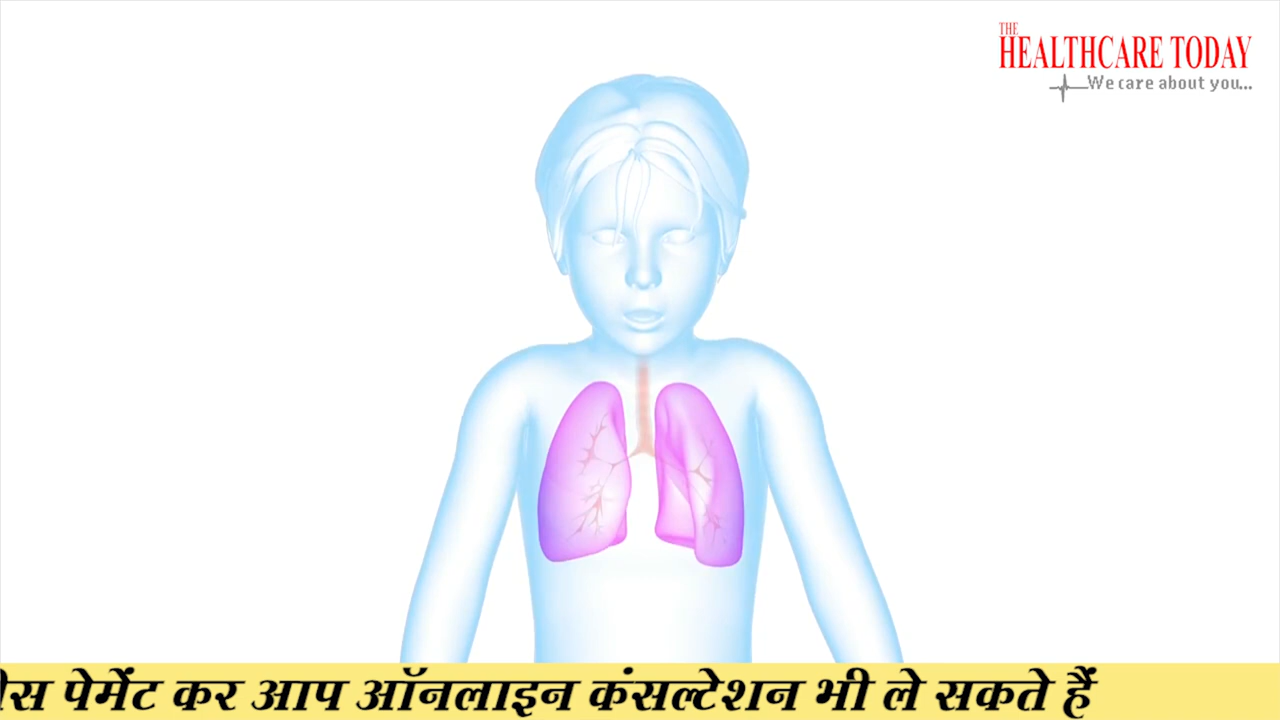 THE
HEALTHCARE TODAY
We care about you...
पेमेंट कर आप ऑनलाइन कंसल्टेशन भी ले सकते हैं